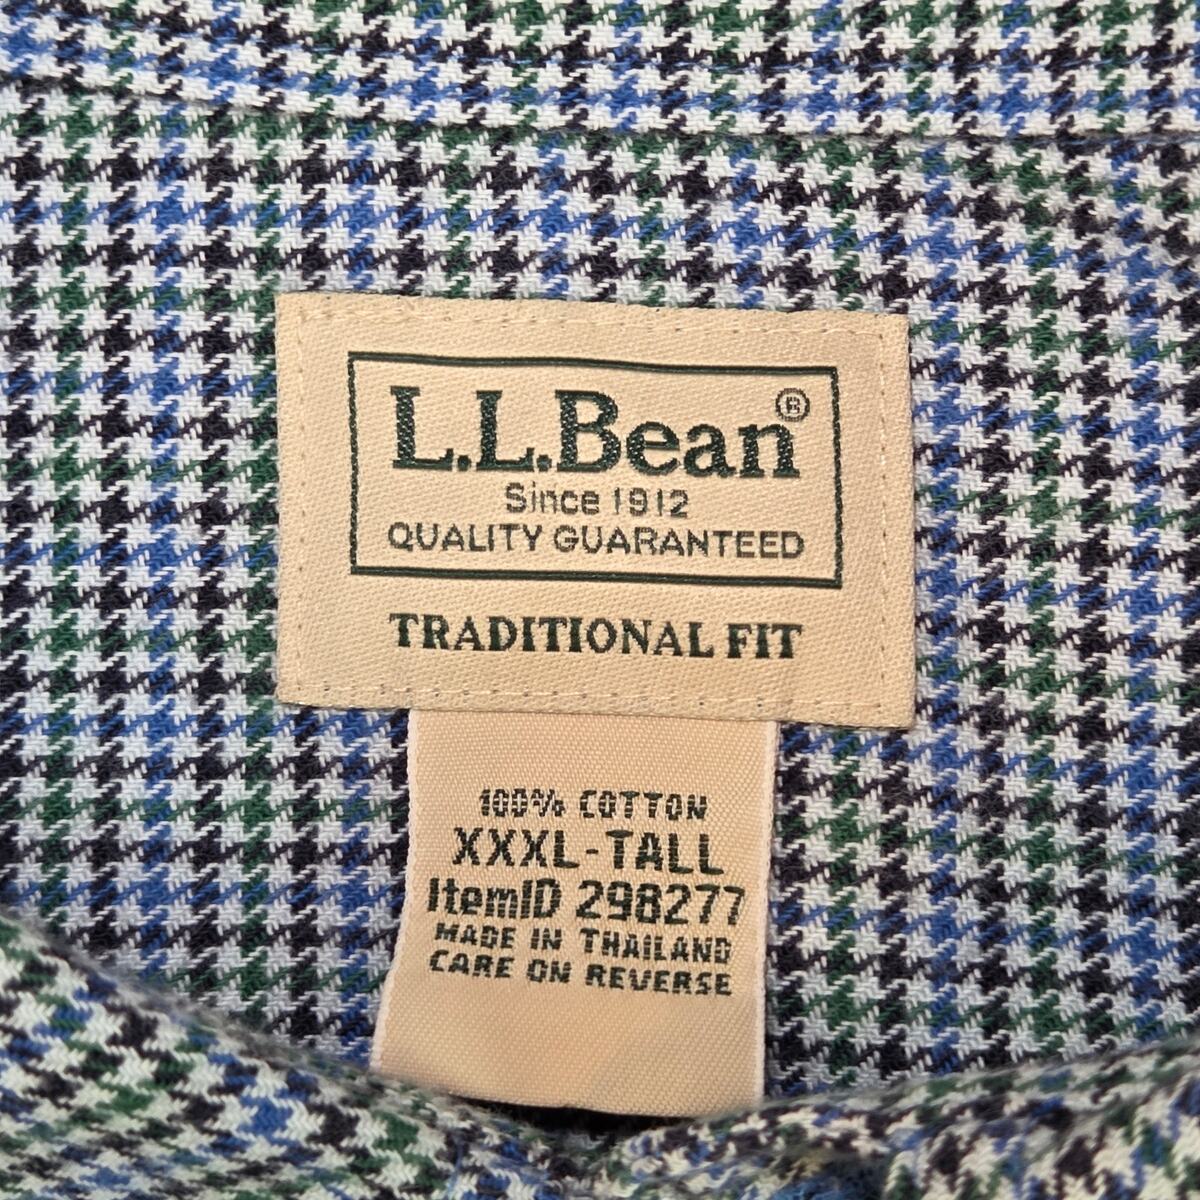 L.L.Bean®
Since 1912
QUALITY GUARANTEED
TRADITIONAL FIT
100% COTTON
XXXL-TALL
ItemID 298277
MADE IN THAILAND
CARE ON REVERSE